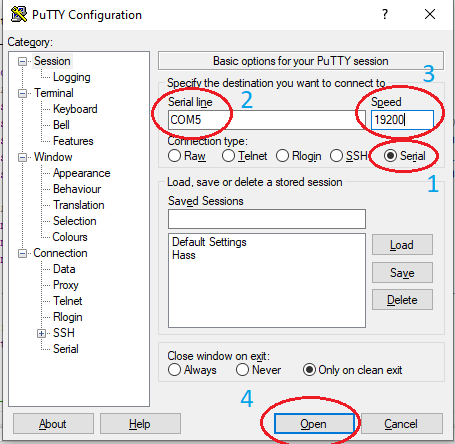 PuTTY Configuration
Category:
Session
Logging
Terminal
Keyboard
Bell
Features
Window
Appearance
Behaviour
Translation
Selection
Colours
Connection
Data
Proxy
Telnet
Rlogin
SSH
Serial
Basic options for your PuTTY session
Specify the destination you want to connect to
3
Serial line
2
Speed
COM5
19200
Connection type:
Raw Telnet Rlogin SSH Serial
1
Load, save or delete a stored session
Saved Sessions
Default Settings
Hass
Load
Save
Delete
Close window on exit:
Always Never Only on clean exit
4
About Help Open Cancel